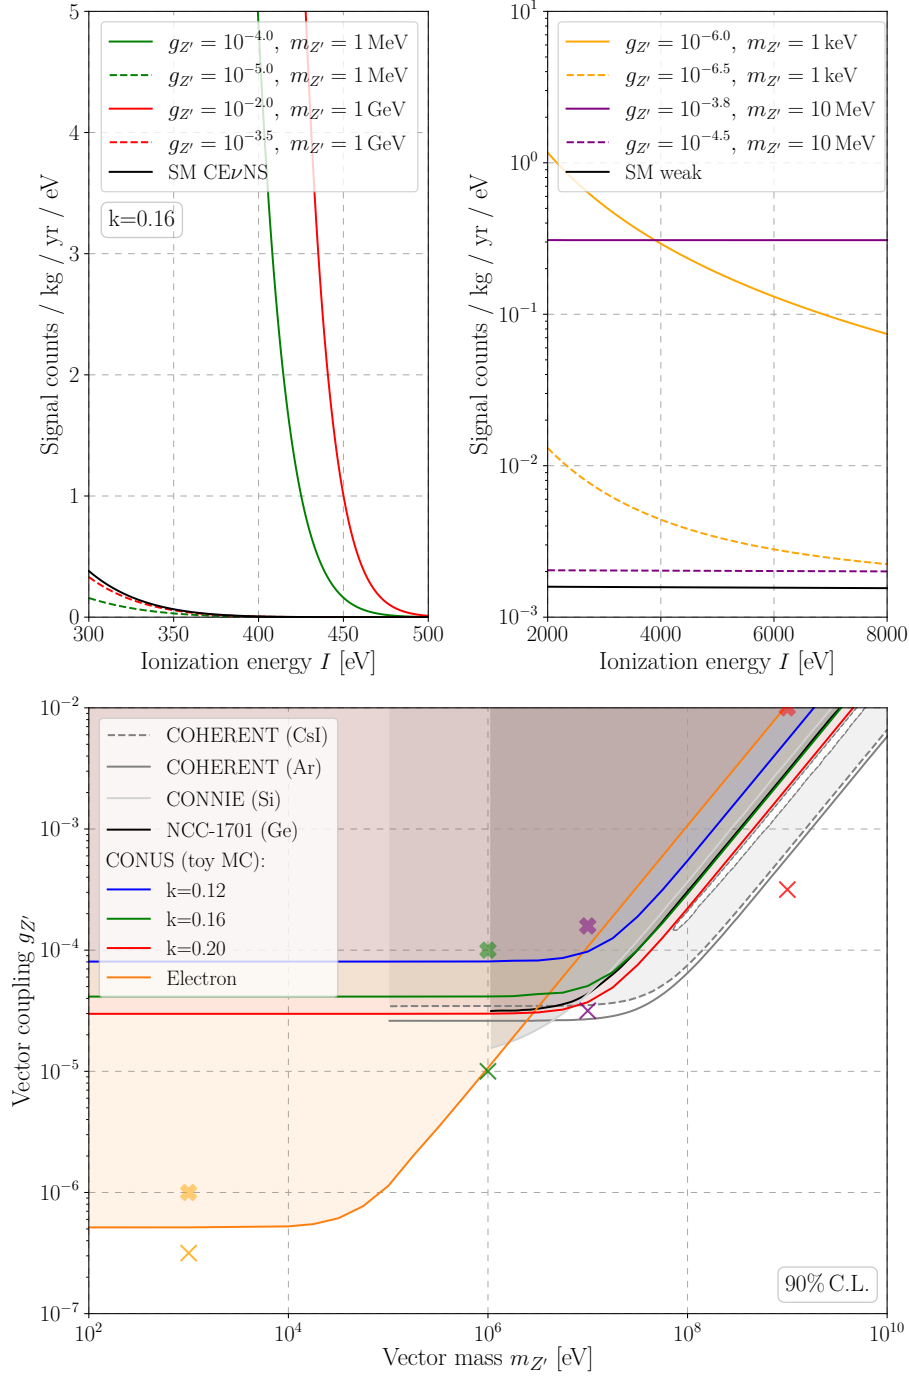 5
4
3
2
1
0
300
350
400
450
500
Signal counts / kg / yr / eV
Ionization energy I [eV]
g_{Z′} = 10^{−4.0}, m_{Z′} = 1 MeV
g_{Z′} = 10^{−5.0}, m_{Z′} = 1 MeV
g_{Z′} = 10^{−2.0}, m_{Z′} = 1 GeV
g_{Z′} = 10^{−3.5}, m_{Z′} = 1 GeV
SM CEνNS
k=0.16
10^{1}
10^{0}
10^{−1}
10^{−2}
10^{−3}
2000
4000
6000
8000
Signal counts / kg / yr / eV
Ionization energy I [eV]
g_{Z′} = 10^{−6.0}, m_{Z′} = 1 keV
g_{Z′} = 10^{−6.5}, m_{Z′} = 1 keV
g_{Z′} = 10^{−3.8}, m_{Z′} = 10 MeV
g_{Z′} = 10^{−4.5}, m_{Z′} = 10 MeV
SM weak
10^{−2}
10^{−3}
10^{−4}
10^{−5}
10^{−6}
10^{−7}
10^{2}
10^{4}
10^{6}
10^{8}
10^{10}
Vector coupling g_{Z′}
Vector mass m_{Z′} [eV]
COHERENT (CsI)
COHERENT (Ar)
CONNIE (Si)
NCC-1701 (Ge)
CONUS (toy MC):
k=0.12
k=0.16
k=0.20
Electron
90% C.L.